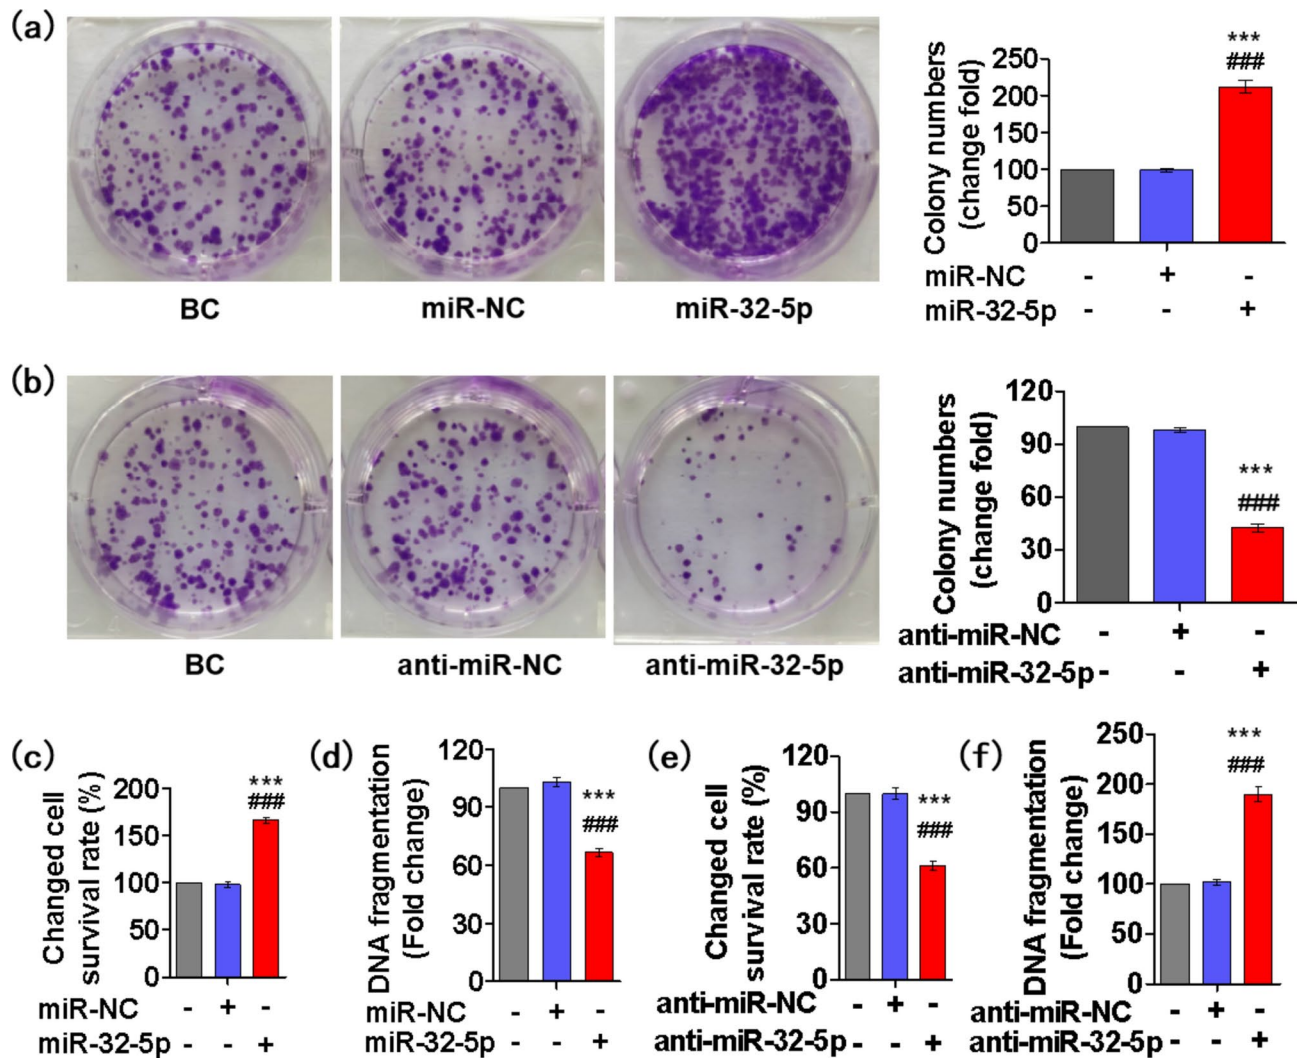 (a)
BC
miR-NC
miR-32-5p
Colony numbers
(change fold)
250
200
150
100
50
0
***
###
miR-NC - + -
miR-32-5p - - +
(b)
BC
anti-miR-NC
anti-miR-32-5p
Colony numbers
(change fold)
120
90
60
30
0
***
###
anti-miR-NC - + -
anti-miR-32-5p - - +
(c)
Changed cell
survival rate (%)
200
150
100
50
0
***
###
miR-NC - + -
miR-32-5p - - +
(d)
DNA fragmentation
(Fold change)
120
90
60
30
0
***
###
miR-NC - + -
miR-32-5p - - +
(e)
Changed cell
survival rate (%)
120
90
60
30
0
***
###
anti-miR-NC - + -
anti-miR-32-5p - - +
(f)
DNA fragmentation
(Fold change)
250
200
150
100
50
0
***
###
anti-miR-NC - + -
anti-miR-32-5p - - +